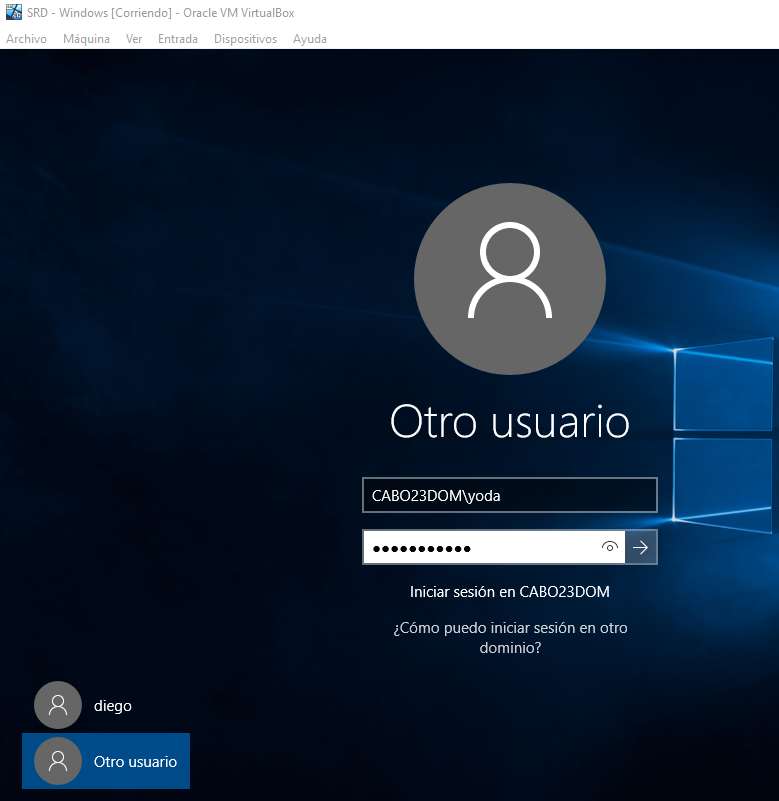 SRD - Windows [Corriendo] - Oracle VM VirtualBox
Archivo Máquina Ver Entrada Dispositivos Ayuda
Otro usuario
CABO23DOM\yoda
●●●●●●●●●●●
Iniciar sesión en CABO23DOM
¿Cómo puedo iniciar sesión en otro
dominio?
diego
Otro usuario